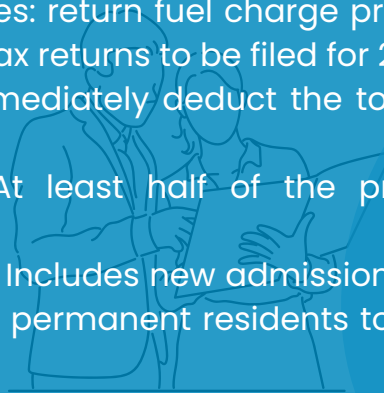 es: return fuel charge pr
ax returns to be filed for 2
mediately deduct the to
At least half of the pr
Includes new admission
permanent residents to